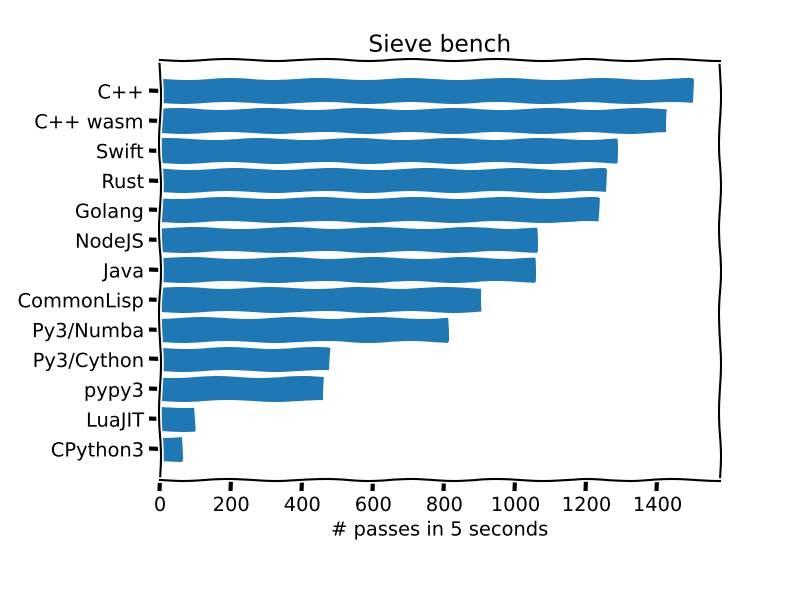 Sieve bench
C++
C++ wasm
Swift
Rust
Golang
NodeJS
Java
CommonLisp
Py3/Numba
Py3/Cython
pypy3
LuaJIT
CPython3
0 200 400 600 800 1000 1200 1400
# passes in 5 seconds